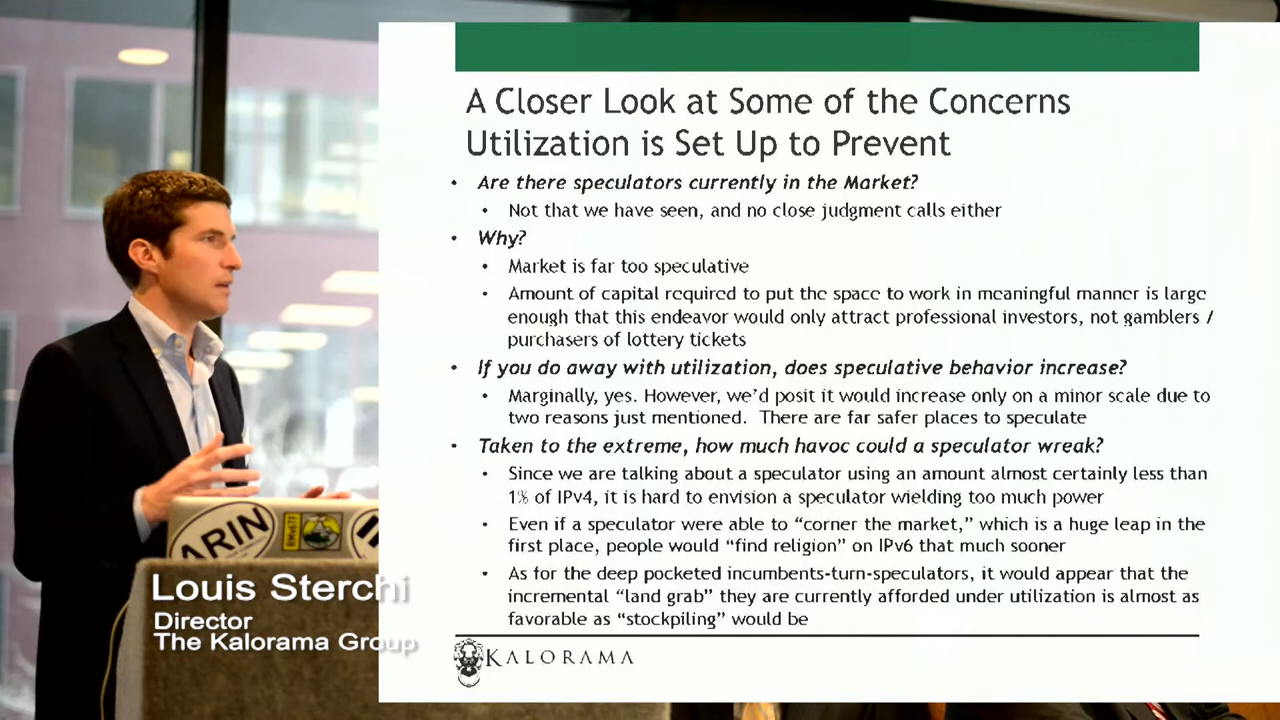 A Closer Look at Some of the Concerns
Utilization is Set Up to Prevent
• Are there speculators currently in the Market?
• Not that we have seen, and no close judgment calls either
• Why?
• Market is far too speculative
• Amount of capital required to put the space to work in meaningful manner is large
enough that this endeavor would only attract professional investors, not gamblers /
purchasers of lottery tickets
• If you do away with utilization, does speculative behavior increase?
• Marginally, yes. However, we'd posit it would increase only on a minor scale due to
two reasons just mentioned. There are far safer places to speculate
• Taken to the extreme, how much havoc could a speculator wreak?
• Since we are talking about a speculator using an amount almost certainly less than
1% of IPv4, it is hard to envision a speculator wielding too much power
• Even if a speculator were able to "corner the market," which is a huge leap in the
first place, people would "find religion" on IPv6 that much sooner
• As for the deep pocketed incumbents-turn-speculators, it would appear that the
incremental "land grab" they are currently afforded under utilization is almost as
favorable as "stockpiling" would be
KALORAMA
ARIN
Louis Sterchi
Director
The Kalorama Group